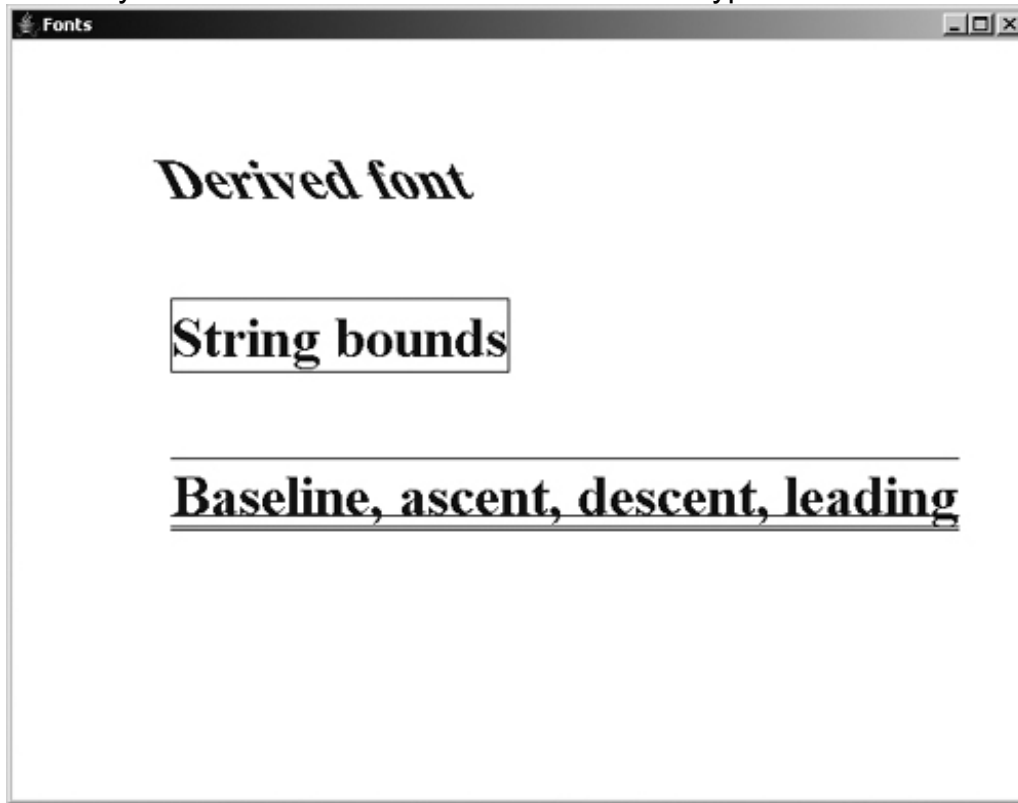 Fonts
Derived font
String bounds
Baseline, ascent, descent, leading